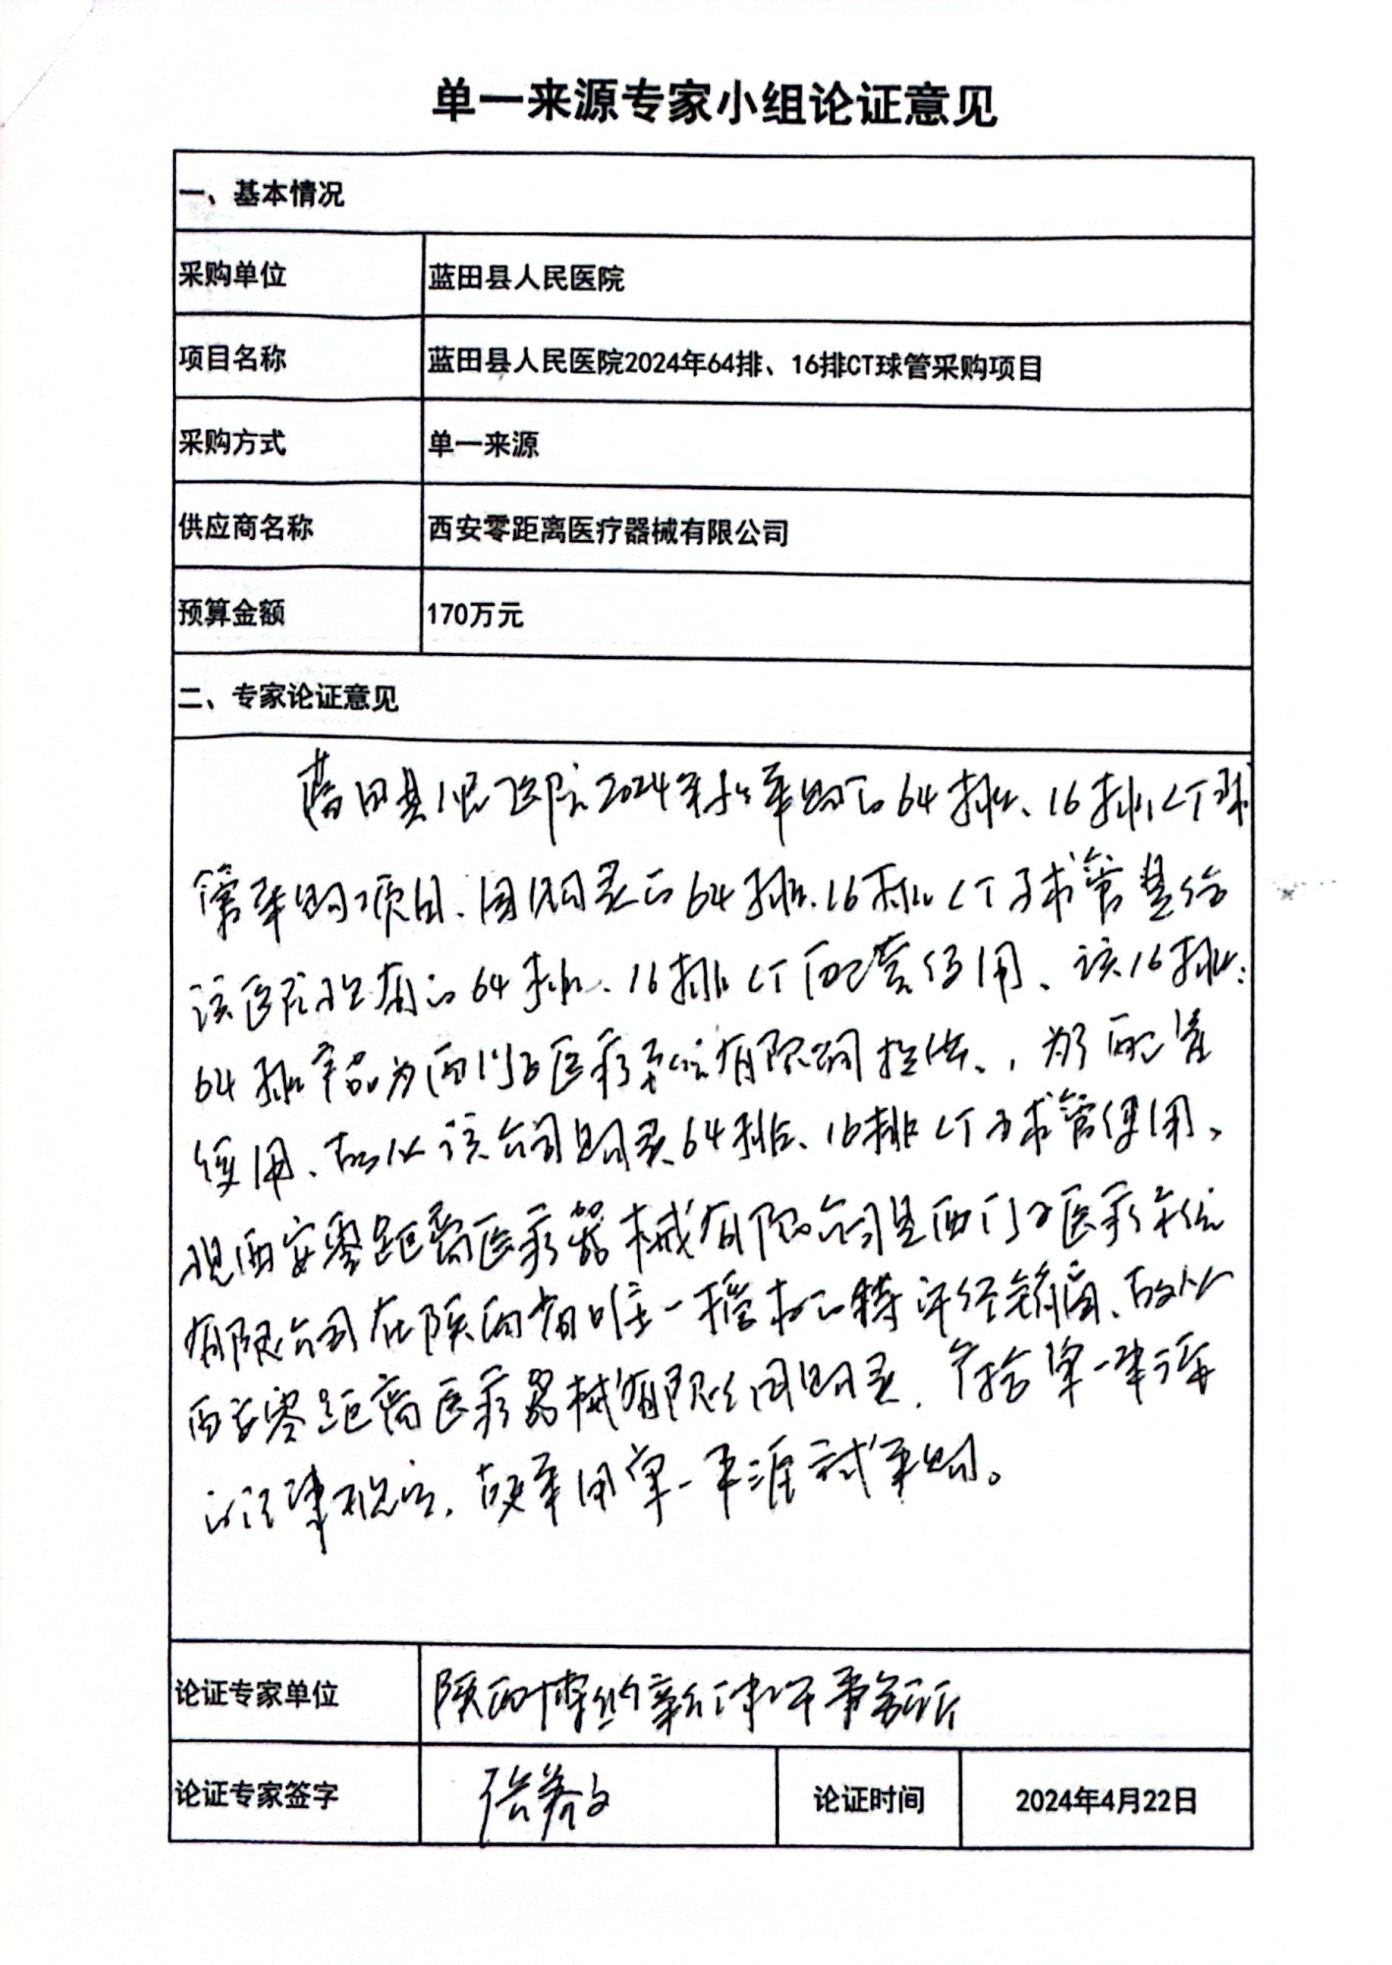 单一来源专家小组论证意见
一、基本情况
采购单位 蓝田县人民医院
项目名称 蓝田县人民医院2024年64排、16排CT球管采购项目
采购方式 单一来源
供应商名称 西安零距离医疗器械有限公司
预算金额 170万元
二、专家论证意见
蓝田县人民医院2024年采购的64排、16排CT球
管采购项目、因购买的64排、16排CT球管是给
该医院现有的64排、16排CT配套使用、该16排、
64排产品为西门子医疗系统有限公司提供、为了配套
使用、故从该公司购买64排、16排CT球管使用、
现西安零距离医疗器械有限公司是西门子医疗系统
有限公司在陕西省唯一授权的特许经销商、故从
西安零距离医疗器械有限公司购买、符合单一来源
的法律规定、故采用单一来源式采购。
论证专家单位 陕西博 律师事务所
论证专家签字 张 文 论证时间 2024年4月22日